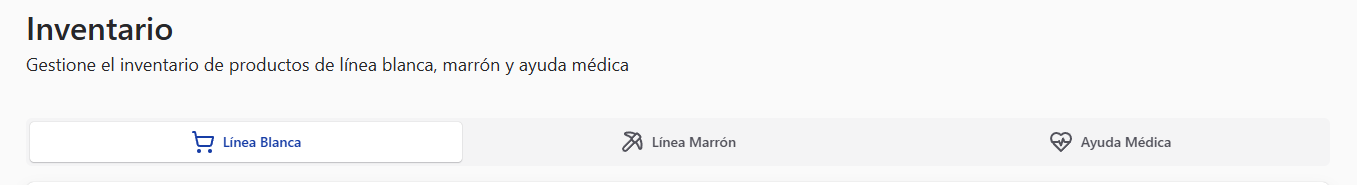 Inventario
Gestione el inventario de productos de línea blanca, marrón y ayuda médica
Línea Blanca
Línea Marrón
Ayuda Médica